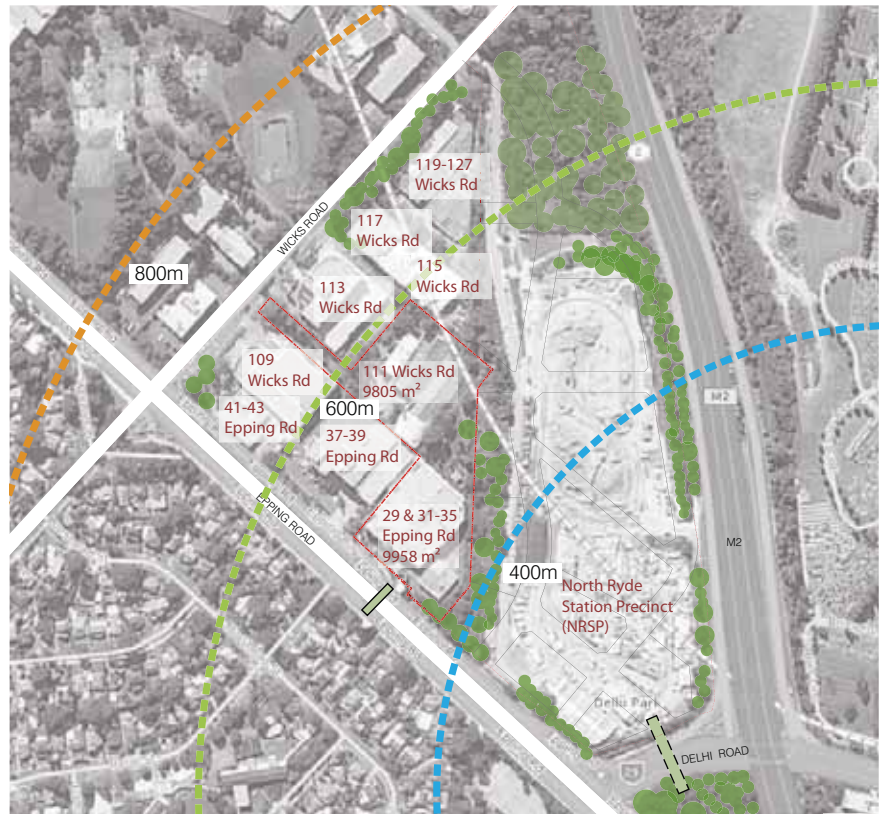 119-127
Wicks Rd
117
Wicks Rd
WICKS ROAD
115
Wicks Rd
800m
113
Wicks Rd
109
Wicks Rd
111 Wicks Rd
9805 m²
M2
600m
41-43
Epping Rd
37-39
Epping Rd
EPPING ROAD
29 & 31-35
Epping Rd
9958 m²
M2
400m
North Ryde
Station Precinct
(NRSP)
Delhi Park
DELHI ROAD